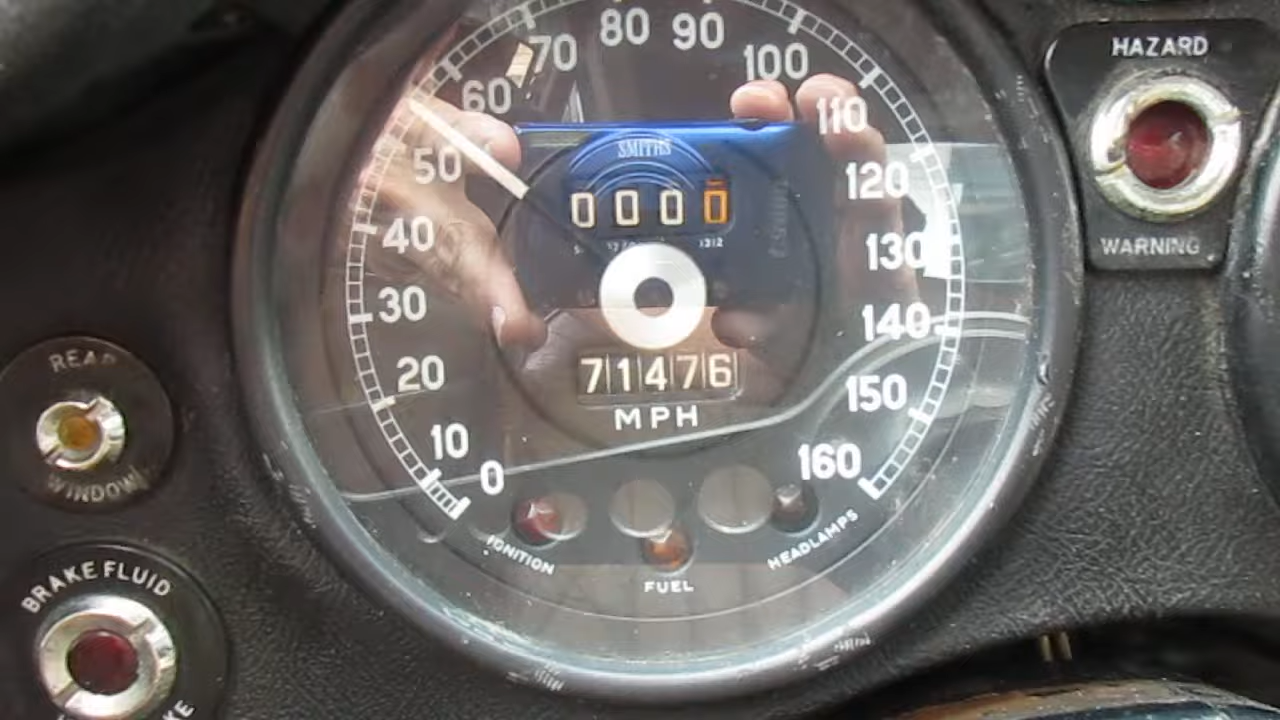 80 90
70 100
60 110
50 120
40 130
30 140
20 150
10 160
0
SMITHS
0 0 0 0
1312
71476
MPH
IGNITION
FUEL
HEADLAMPS
HAZARD
WARNING
REAR
WINDOW
BRAKE FLUID